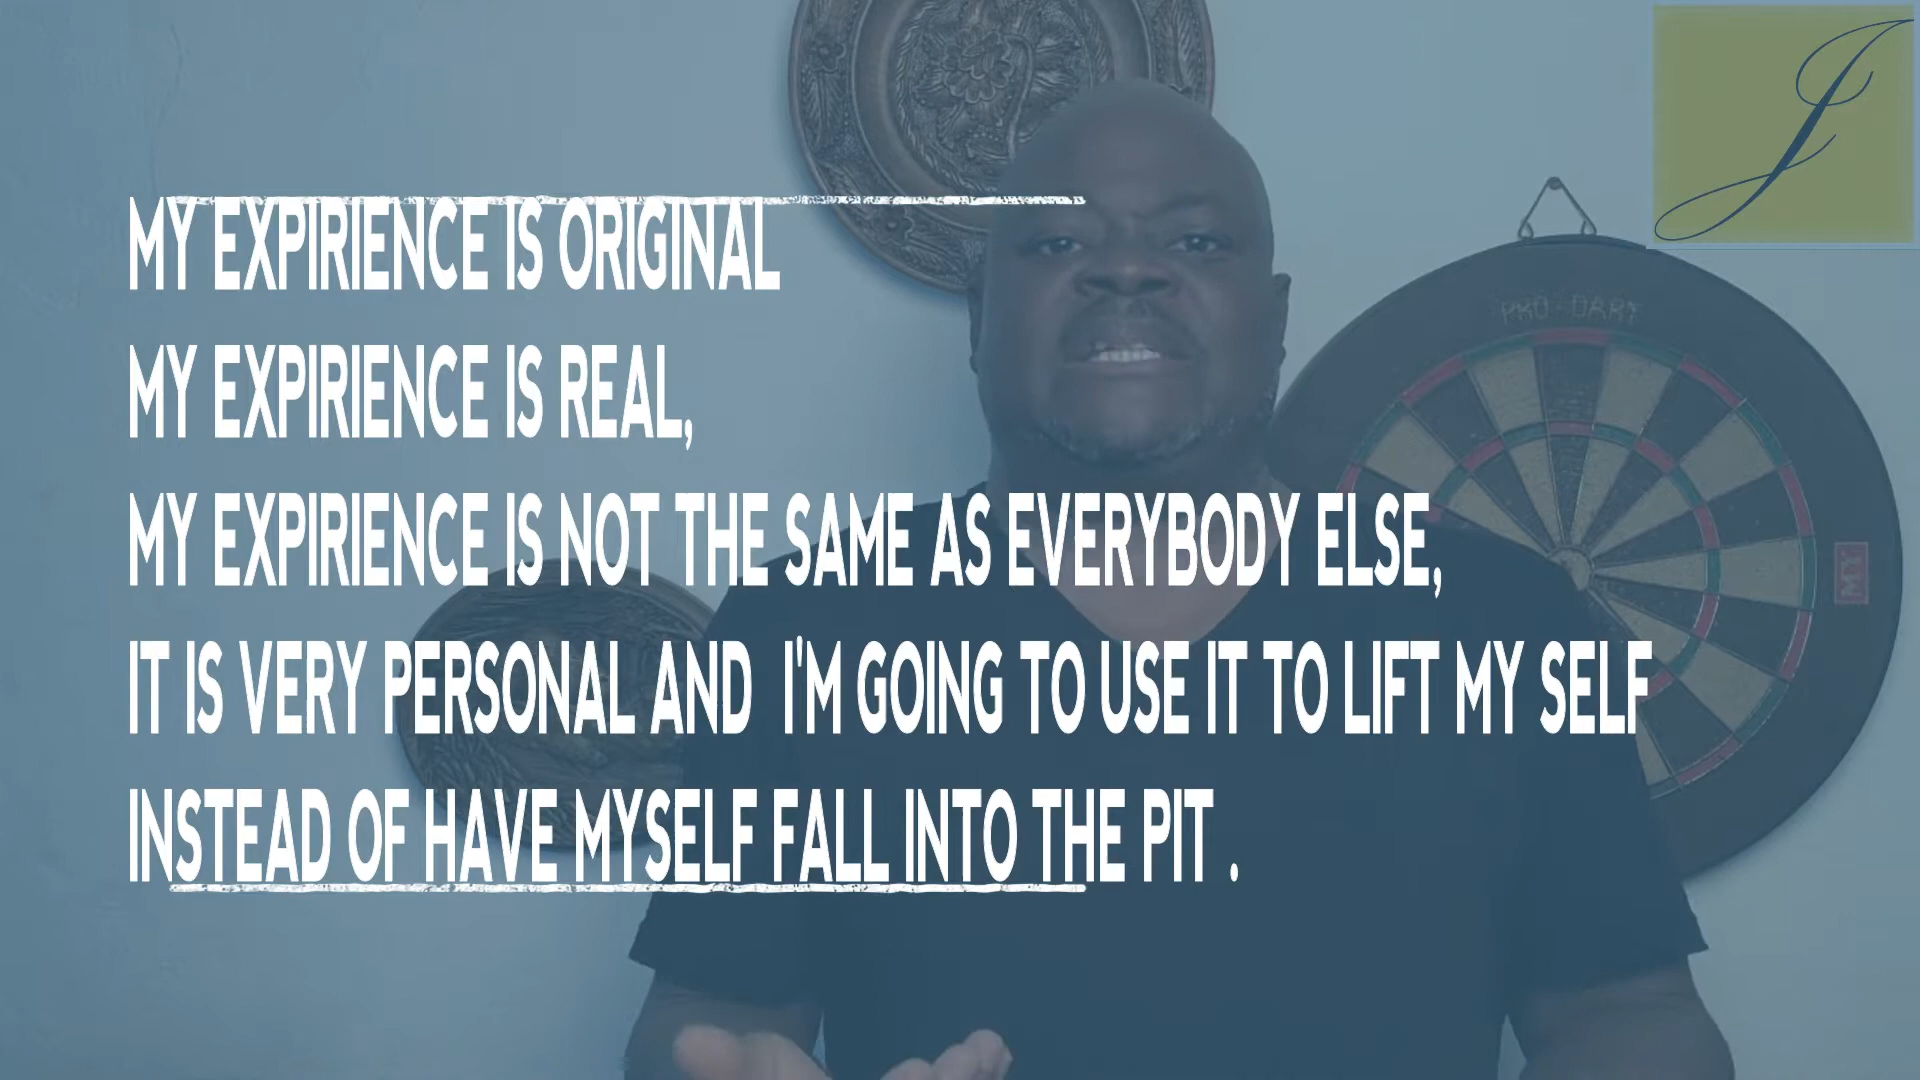 MY EXPIRIENCE IS ORIGINAL
MY EXPIRIENCE IS REAL,
MY EXPIRIENCE IS NOT THE SAME AS EVERYBODY ELSE,
IT IS VERY PERSONAL AND  I'M GOING TO USE IT TO LIFT MY SELF
INSTEAD OF HAVE MYSELF FALL INTO THE PIT .
J
PRO-DART